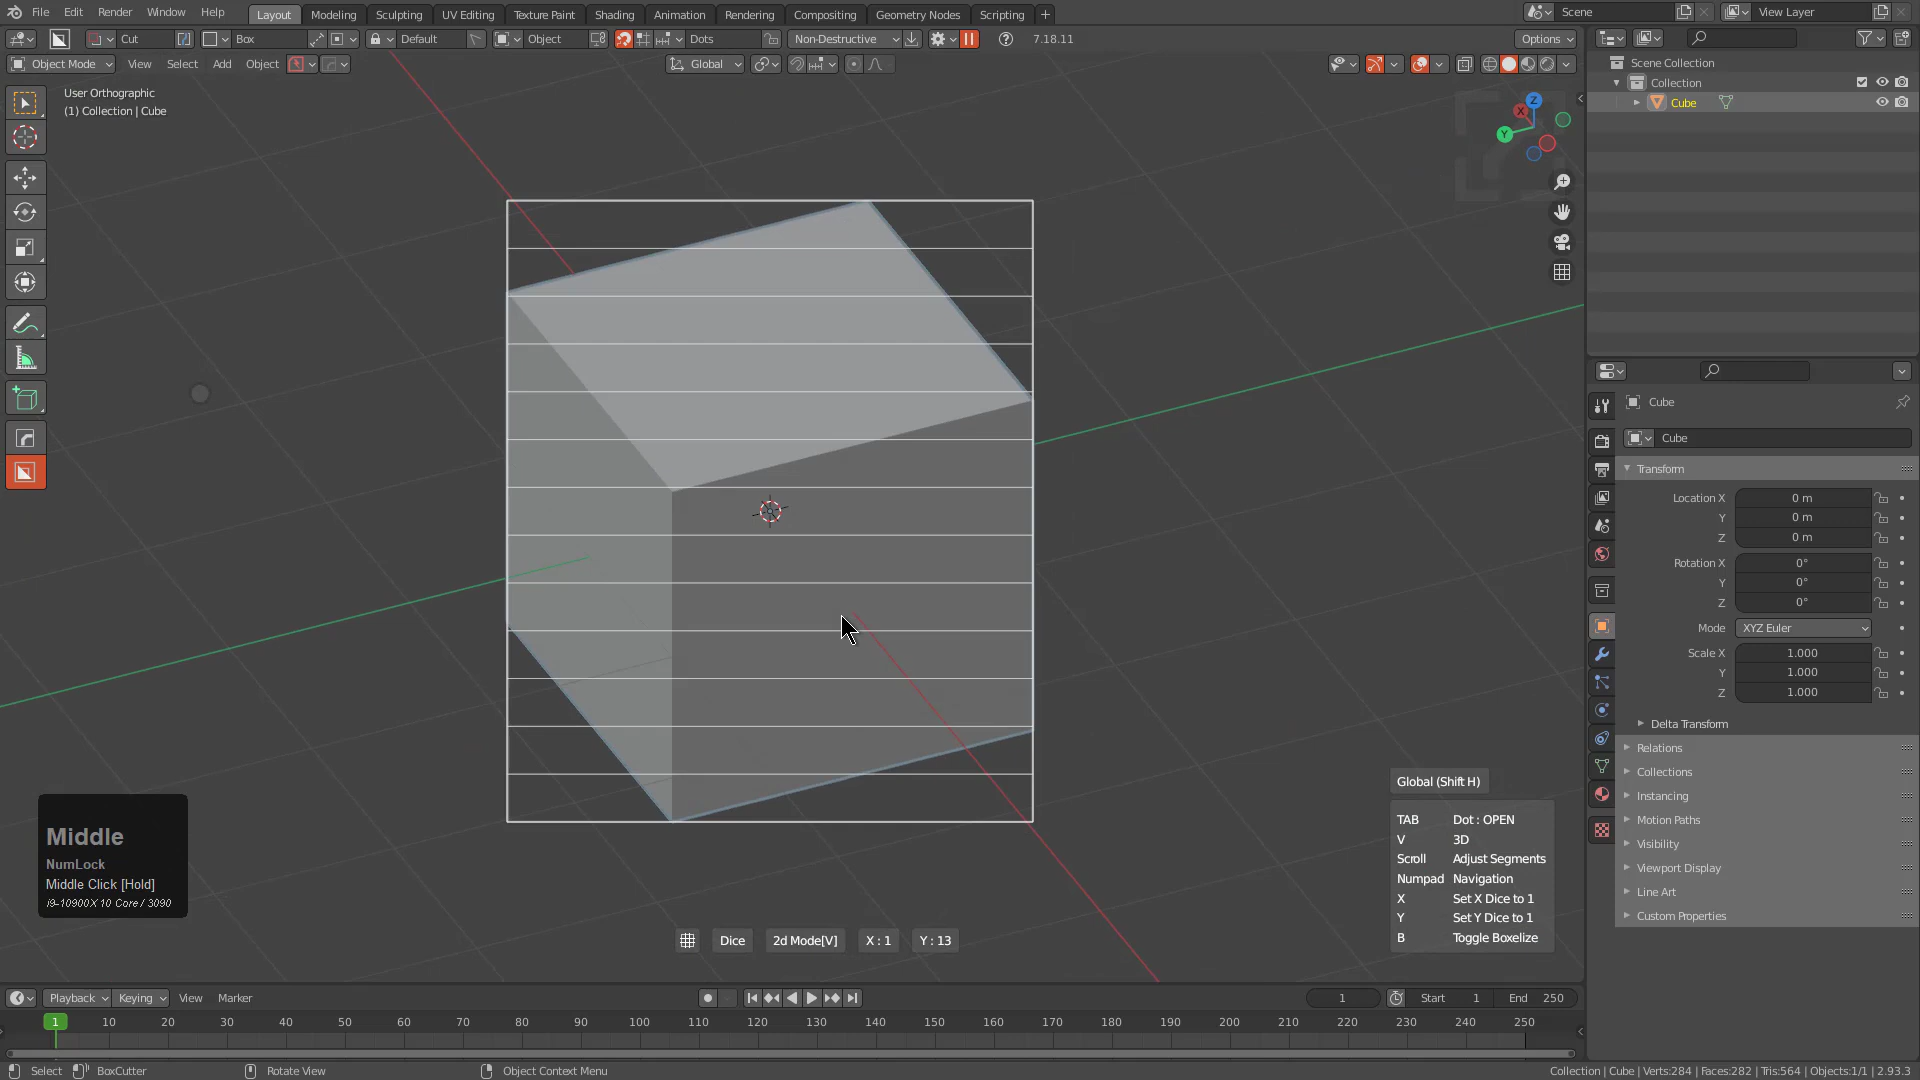 File Edit Render Window Help Layout Modeling Sculpting UV Editing Texture Paint Shading Animation Rendering Compositing Geometry Nodes Scripting + Scene View Layer
Cut Box Default Object Dots Non-Destructive 7.18.11 Options
Object Mode View Select Add Object Global
User Orthographic
(1) Collection | Cube
Z
X
Y
Scene Collection
Collection
Cube
Cube
Cube
Transform
Location X 0 m
Y 0 m
Z 0 m
Rotation X 0°
Y 0°
Z 0°
Mode XYZ Euler
Scale X 1.000
Y 1.000
Z 1.000
Delta Transform
Relations
Collections
Instancing
Motion Paths
Visibility
Viewport Display
Line Art
Custom Properties
Global (Shift H)
TAB Dot : OPEN
V 3D
Scroll Adjust Segments
Numpad Navigation
X Set X Dice to 1
Y Set Y Dice to 1
B Toggle Boxelize
Middle
NumLock
Middle Click [Hold]
i9-10900X 10 Core / 3090
Dice 2d Mode[V] X : 1 Y : 13
Playback Keying View Marker 1 Start 1 End 250
1 10 20 30 40 50 60 70 80 90 100 110 120 130 140 150 160 170 180 190 200 210 220 230 240 250
Select BoxCutter Rotate View Object Context Menu Collection | Cube | Verts:284 | Faces:282 | Tris:564 | Objects:1/1 | 2.93.3